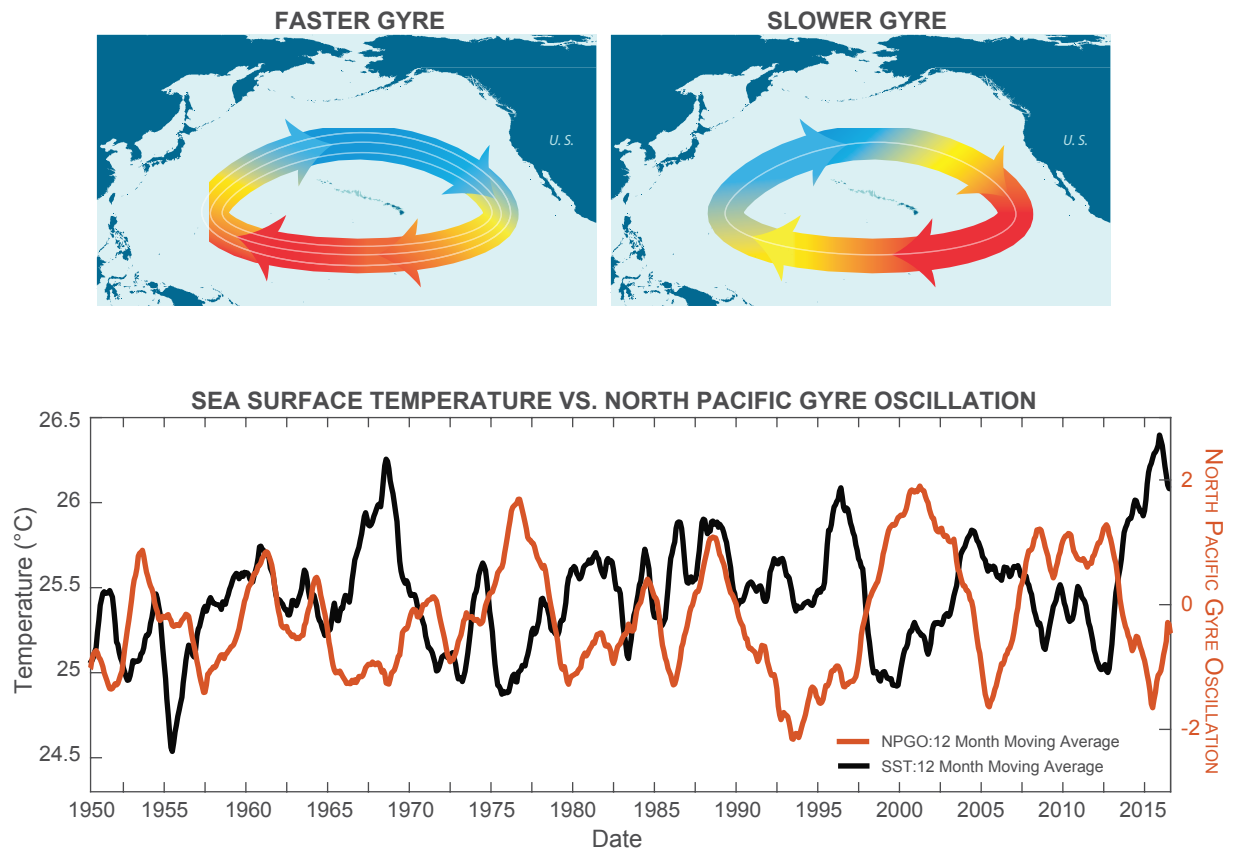 FASTER GYRE
SLOWER GYRE
U. S.
U. S.
SEA SURFACE TEMPERATURE VS. NORTH PACIFIC GYRE OSCILLATION
26.5
26
25.5
25
24.5
Temperature (°C)
2
0
-2
NORTH PACIFIC GYRE OSCILLATION
NPGO:12 Month Moving Average
SST:12 Month Moving Average
1950 1955 1960 1965 1970 1975 1980 1985 1990 1995 2000 2005 2010 2015
Date